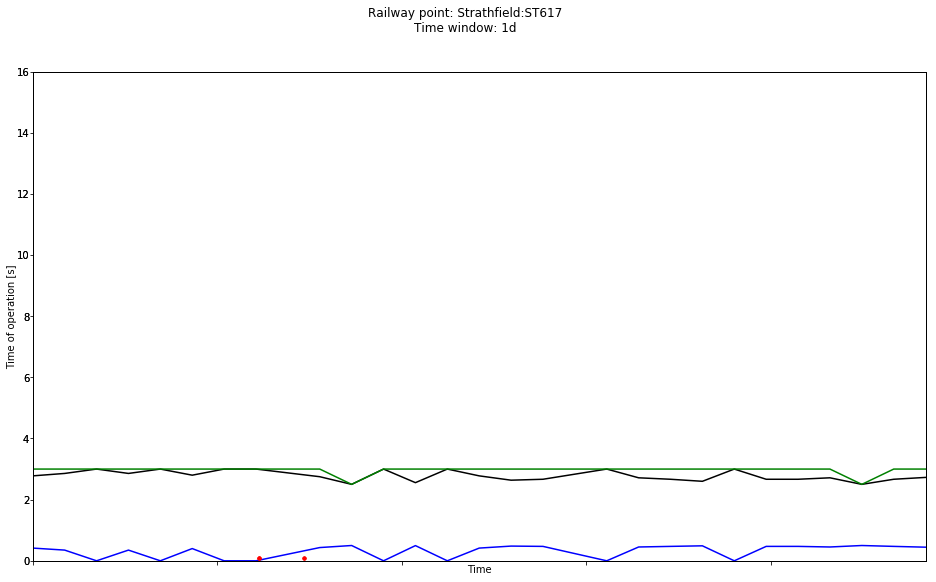 Railway point: Strathfield:ST617
Time window: 1d
16
14
12
10
8
6
4
2
0
Time of operation [s]
Time